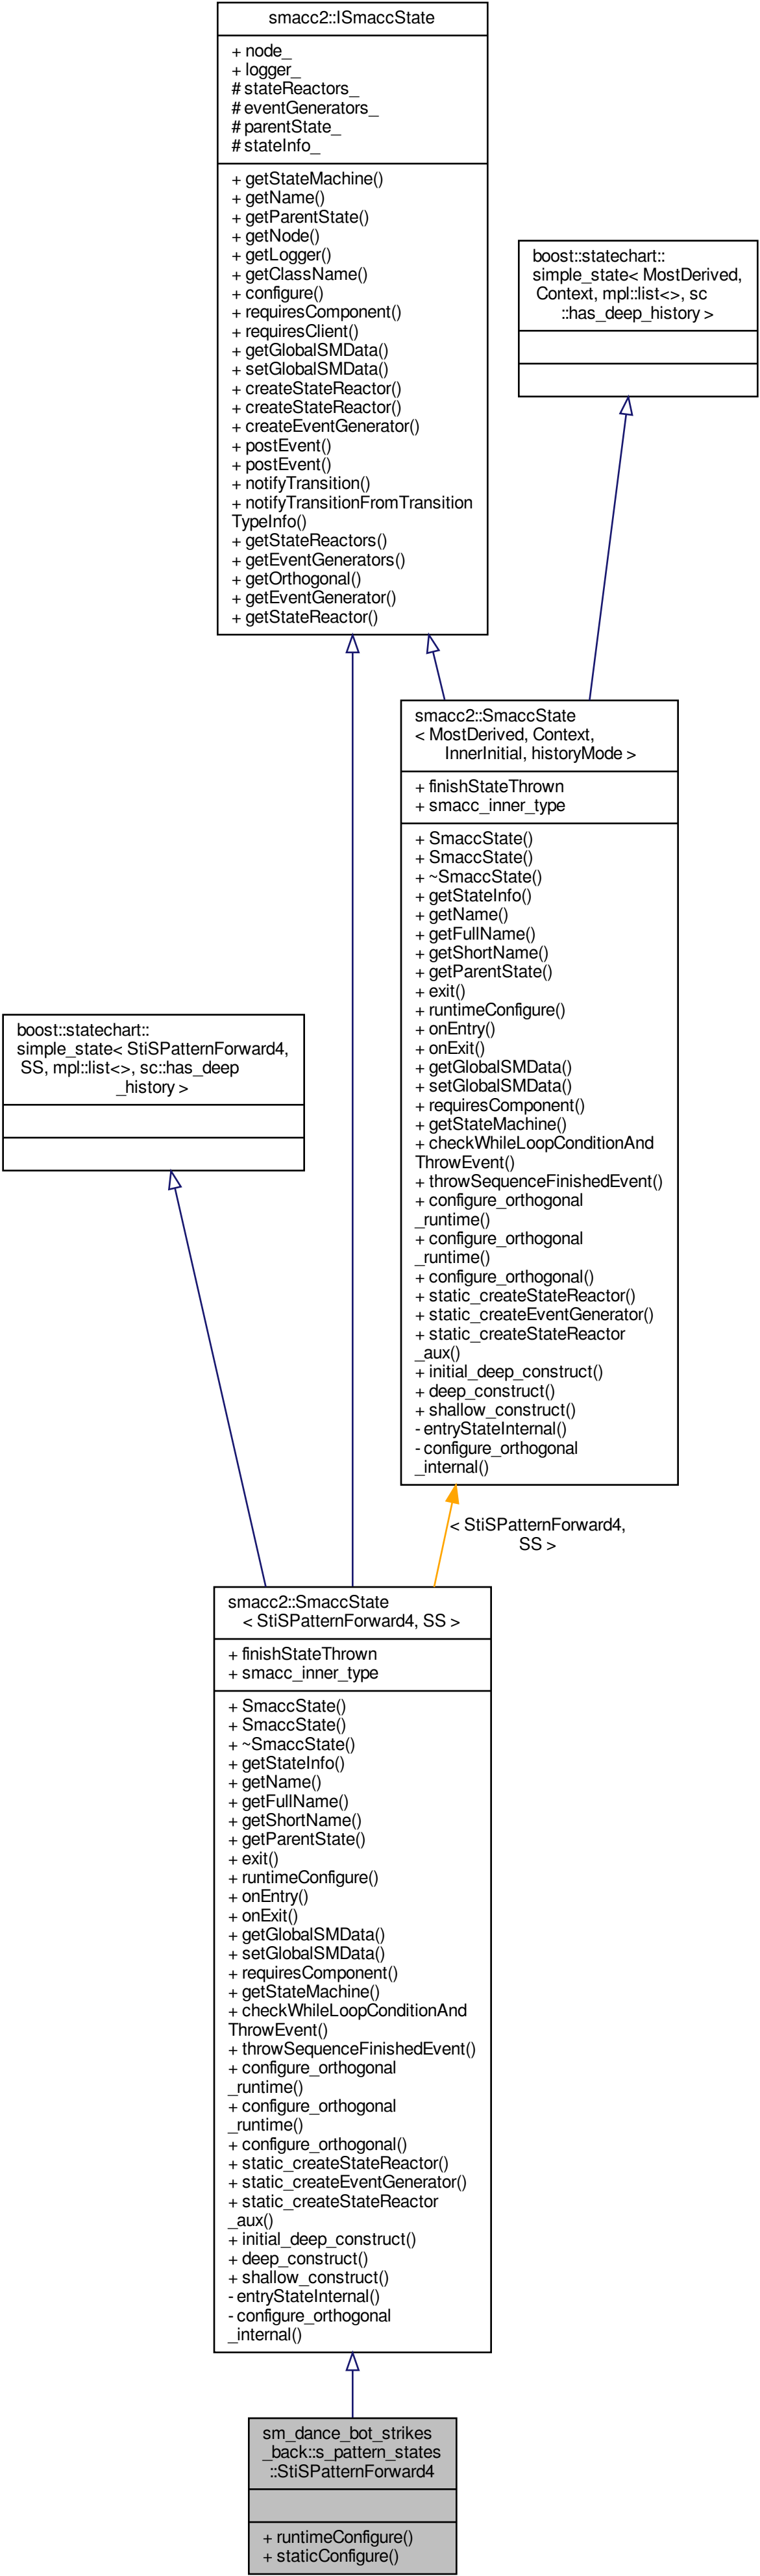 smacc2::ISmaccState
+ node_
+ logger_
# stateReactors_
# eventGenerators_
# parentState_
# stateInfo_
+ getStateMachine()
+ getName()
+ getParentState()
+ getNode()
+ getLogger()
+ getClassName()
+ configure()
+ requiresComponent()
+ requiresClient()
+ getGlobalSMData()
+ setGlobalSMData()
+ createStateReactor()
+ createStateReactor()
+ createEventGenerator()
+ postEvent()
+ postEvent()
+ notifyTransition()
+ notifyTransitionFromTransition
TypeInfo()
+ getStateReactors()
+ getEventGenerators()
+ getOrthogonal()
+ getEventGenerator()
+ getStateReactor()
boost::statechart::
simple_state< MostDerived,
Context, mpl::list<>, sc
::has_deep_history >
smacc2::SmaccState
< MostDerived, Context,
InnerInitial, historyMode >
+ finishStateThrown
+ smacc_inner_type
+ SmaccState()
+ SmaccState()
+ ~SmaccState()
+ getStateInfo()
+ getName()
+ getFullName()
+ getShortName()
+ getParentState()
+ exit()
+ runtimeConfigure()
+ onEntry()
+ onExit()
+ getGlobalSMData()
+ setGlobalSMData()
+ requiresComponent()
+ getStateMachine()
+ checkWhileLoopConditionAnd
ThrowEvent()
+ throwSequenceFinishedEvent()
+ configure_orthogonal
_runtime()
+ configure_orthogonal
_runtime()
+ configure_orthogonal()
+ static_createStateReactor()
+ static_createEventGenerator()
+ static_createStateReactor
_aux()
+ initial_deep_construct()
+ deep_construct()
+ shallow_construct()
- entryStateInternal()
- configure_orthogonal
_internal()
boost::statechart::
simple_state< StiSPatternForward4,
SS, mpl::list<>, sc::has_deep
_history >
< StiSPatternForward4,
SS >
smacc2::SmaccState
< StiSPatternForward4, SS >
+ finishStateThrown
+ smacc_inner_type
+ SmaccState()
+ SmaccState()
+ ~SmaccState()
+ getStateInfo()
+ getName()
+ getFullName()
+ getShortName()
+ getParentState()
+ exit()
+ runtimeConfigure()
+ onEntry()
+ onExit()
+ getGlobalSMData()
+ setGlobalSMData()
+ requiresComponent()
+ getStateMachine()
+ checkWhileLoopConditionAnd
ThrowEvent()
+ throwSequenceFinishedEvent()
+ configure_orthogonal
_runtime()
+ configure_orthogonal
_runtime()
+ configure_orthogonal()
+ static_createStateReactor()
+ static_createEventGenerator()
+ static_createStateReactor
_aux()
+ initial_deep_construct()
+ deep_construct()
+ shallow_construct()
- entryStateInternal()
- configure_orthogonal
_internal()
sm_dance_bot_strikes
_back::s_pattern_states
::StiSPatternForward4
+ runtimeConfigure()
+ staticConfigure()